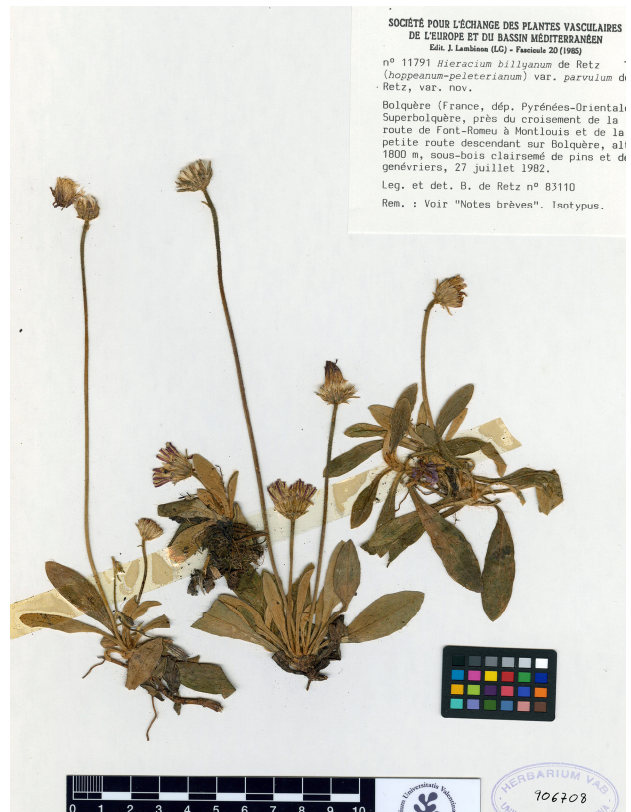 SOCIÉTÉ POUR L'ÉCHANGE DES PLANTES VASCULAIRES
DE L'EUROPE ET DU BASSIN MÉDITERRANÉEN
Edit. J. Lambinon (LG) - Fascicule 20 (1985)
nº 11791 Hieracium billyanum de Retz
(hoppeanum-peleterianum) var. parvulum de
Retz, var. nov.
Bolquère (France, dép. Pyrénées-Orientale
Superbolquère, près du croisement de la
route de Font-Romeu à Montlouis et de la
petite route descendant sur Bolquère, alt
1800 m, sous-bois clairsemé de pins et de
genévriers, 27 juillet 1982.
Leg. et det. B. de Retz nº 83110
Rem. : Voir "Notes brèves". Isotypus.
0 1 2 3 4 5 6 7 8 9 10
Universitatis
HERBARIUM VAS
906708